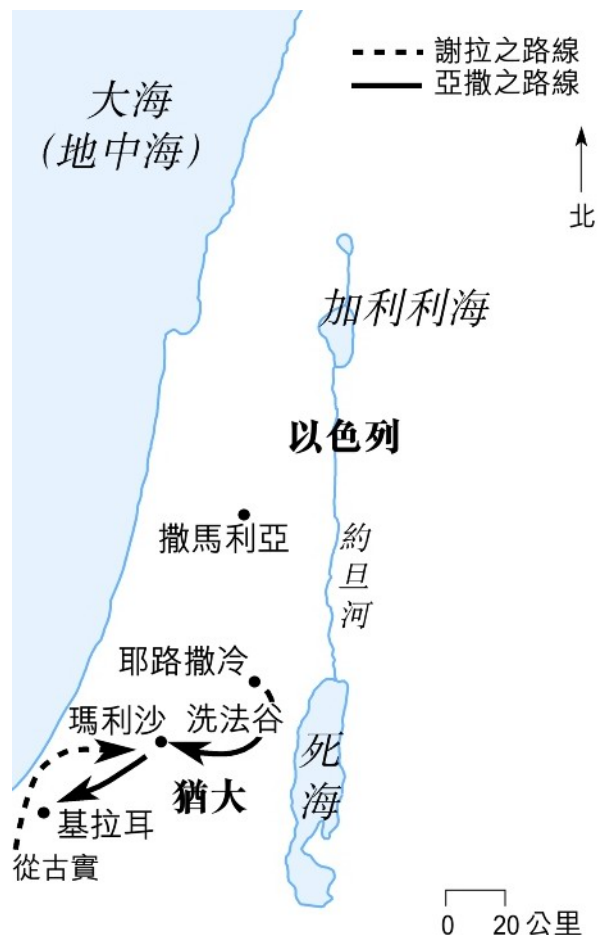 謝拉之路線
亞撒之路線
大海
(地中海)
北
加利利海
以色列
撒馬利亞
約旦河
耶路撒冷
瑪利沙
洗法谷
死海
猶大
基拉耳
從古實
0 20 公里